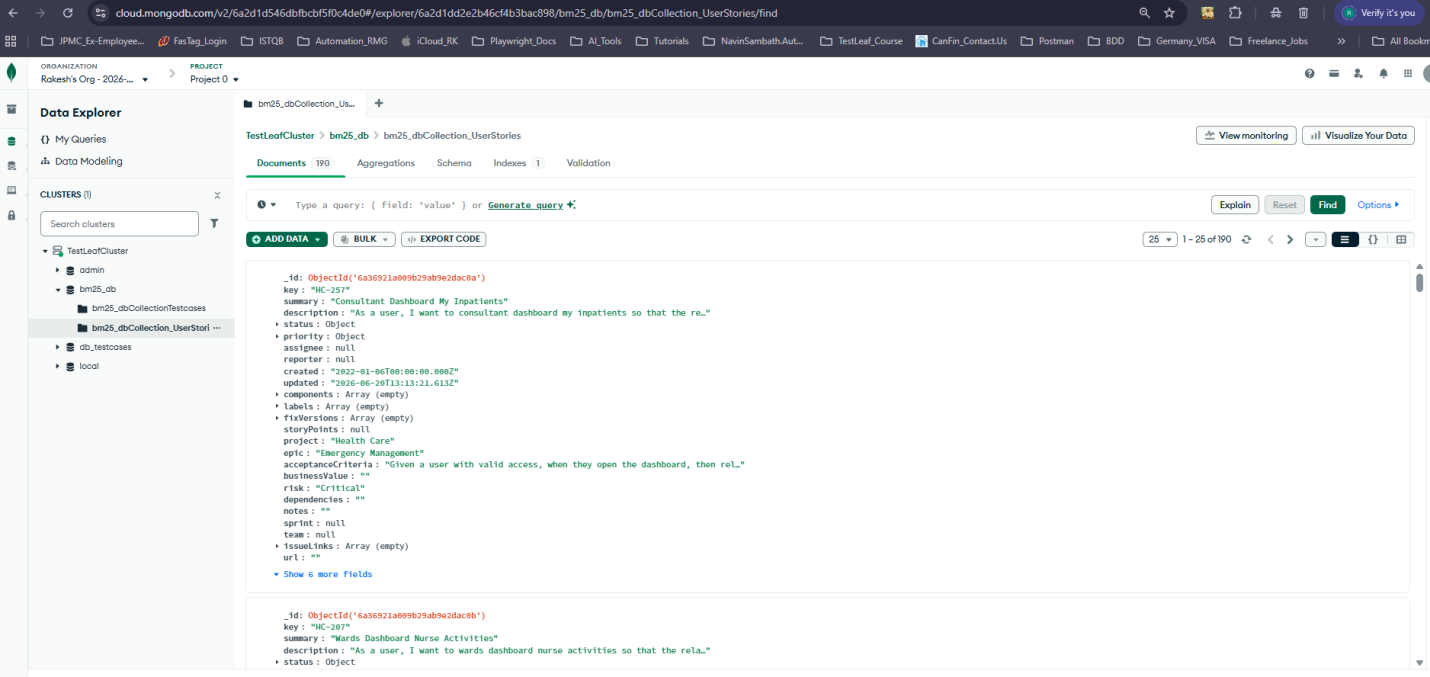 cloud.mongodb.com/v2/6a2d1d546dbfbcbf5f0c4de0#/explorer/6a2d1dd2e2b46cf4b3bac898/bm25_db/bm25_dbCollection_UserStories/find
Verify it's you
JPMC_Ex-Employee... FasTag_Login ISTQB Automation_RMG iCloud_RK Playwright_Docs AI_Tools Tutorials NavinSambath.Aut... TestLeaf_Course CanFin_Contact.Us Postman BDD Germany_VISA Freelance_Jobs » All Bookm
ORGANIZATION
Rakesh's Org - 2026-...
PROJECT
Project 0
Data Explorer
My Queries
Data Modeling
CLUSTERS (1)
Search clusters
TestLeafCluster
admin
bm25_db
bm25_dbCollectionTestcases
bm25_dbCollection_UserStori ...
db_testcases
local
bm25_dbCollection_Us... +
TestLeafCluster > bm25_db > bm25_dbCollection_UserStories
View monitoring Visualize Your Data
Documents 190 Aggregations Schema Indexes 1 Validation
Type a query: { field: 'value' } or Generate query
Explain Reset Find Options
ADD DATA BULK EXPORT CODE
25 1 – 25 of 190 {}
_id: ObjectId('6a36921a009b29ab9e2dac0a')
key : "HC-257"
summary : "Consultant Dashboard My Inpatients"
description : "As a user, I want to consultant dashboard my inpatients so that the re…"
status : Object
priority : Object
assignee : null
reporter : null
created : "2022-01-06T00:00:00.000Z"
updated : "2026-06-20T13:13:21.613Z"
components : Array (empty)
labels : Array (empty)
fixVersions : Array (empty)
storyPoints : null
project : "Health Care"
epic : "Emergency Management"
acceptanceCriteria : "Given a user with valid access, when they open the dashboard, then rel…"
businessValue : ""
risk : "Critical"
dependencies : ""
notes : ""
sprint : null
team : null
issueLinks : Array (empty)
url : ""
Show 6 more fields
_id: ObjectId('6a36921a009b29ab9e2dac0b')
key : "HC-207"
summary : "Wards Dashboard Nurse Activities"
description : "As a user, I want to wards dashboard nurse activities so that the rela…"
status : Object